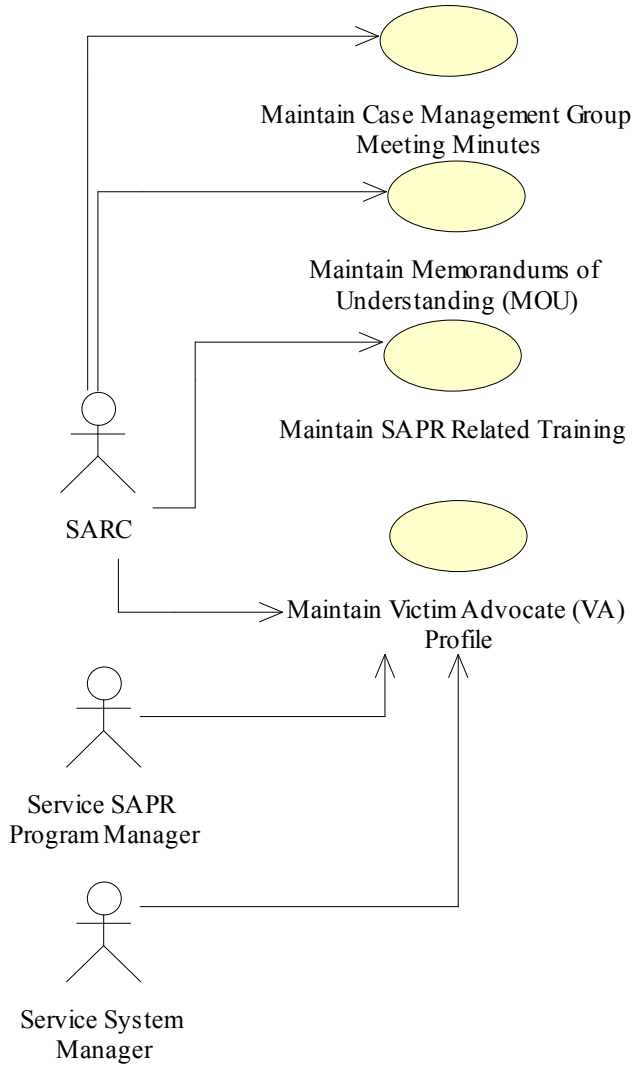 Maintain Case Management Group
Meeting Minutes
Maintain Memorandums of
Understanding (MOU)
Maintain SAPR Related Training
SARC
Maintain Victim Advocate (VA)
Profile
Service SAPR
Program Manager
Service System
Manager